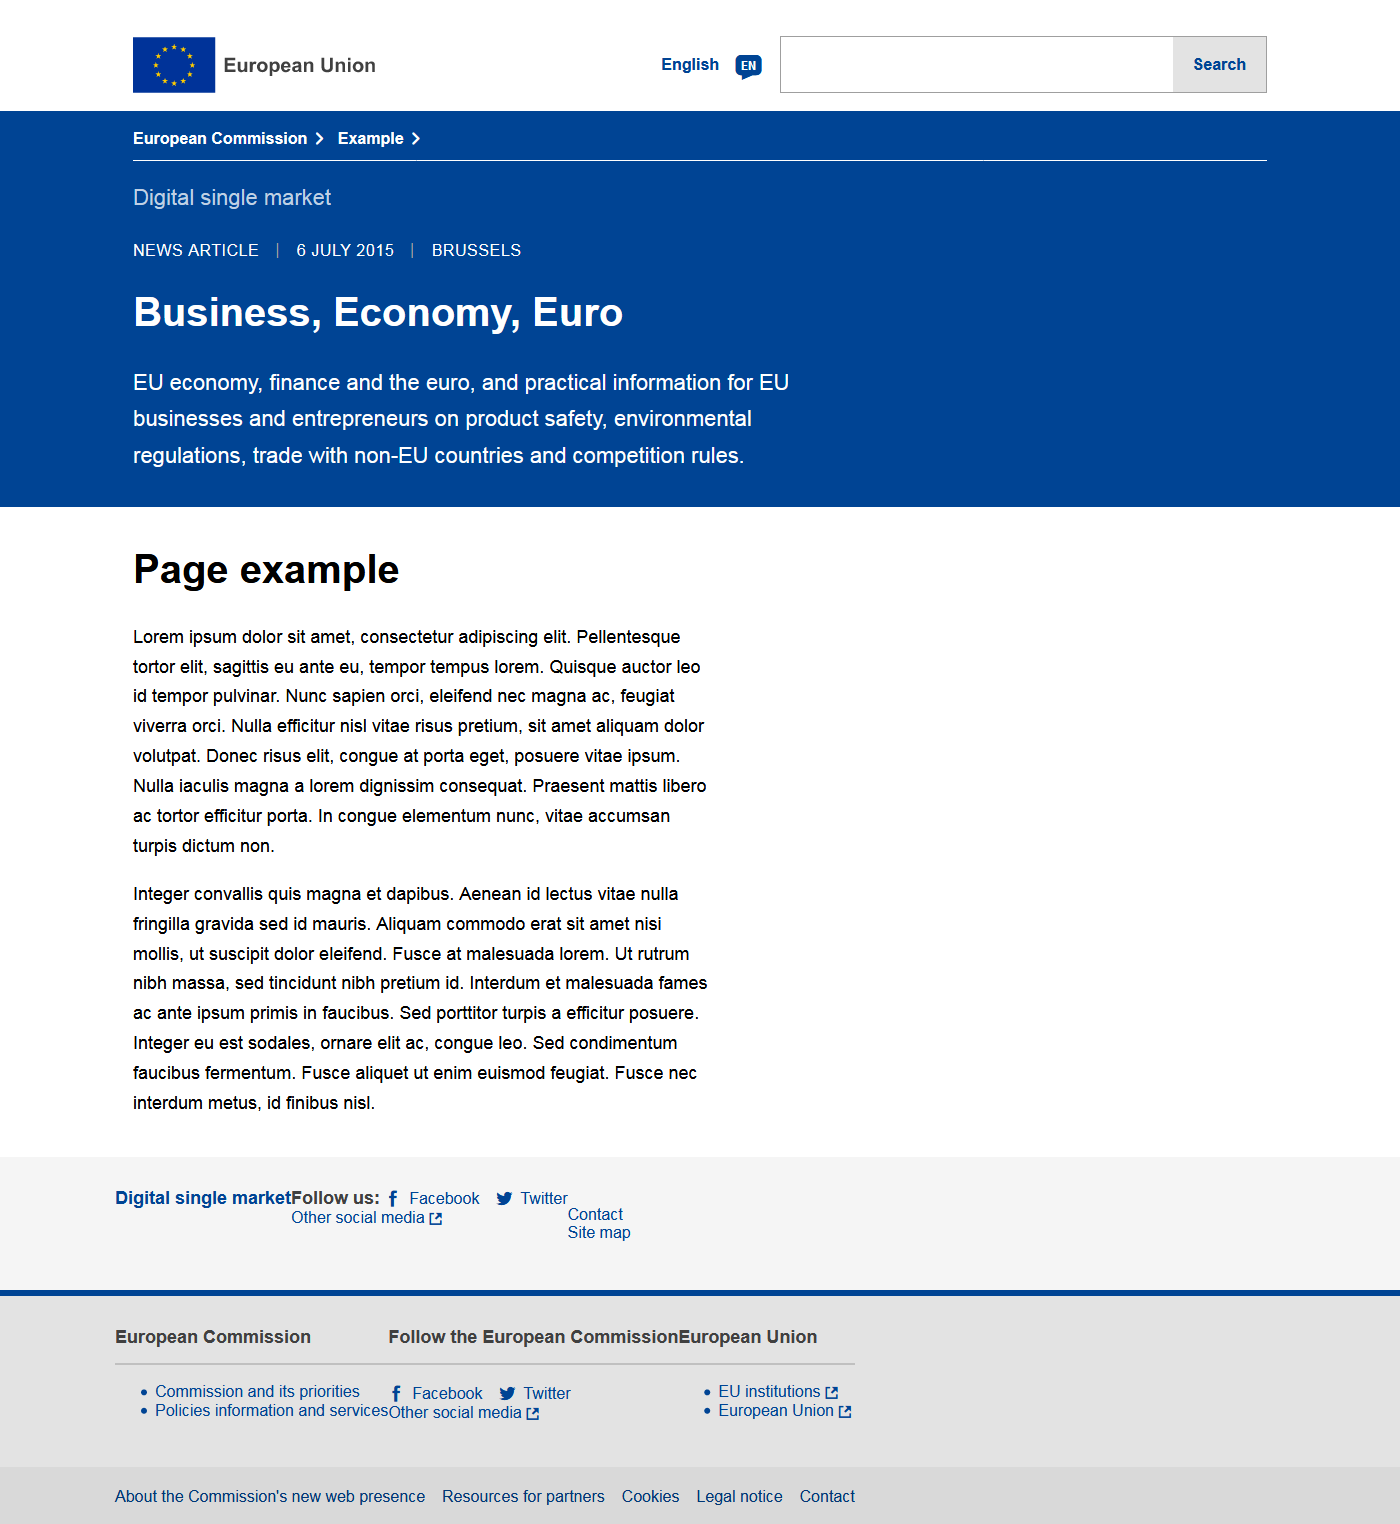 European Union
English
EN
Search
European Commission
Example
Digital single market
NEWS ARTICLE | 6 JULY 2015 | BRUSSELS
Business, Economy, Euro
EU economy, finance and the euro, and practical information for EU
businesses and entrepreneurs on product safety, environmental
regulations, trade with non-EU countries and competition rules.
Page example
Lorem ipsum dolor sit amet, consectetur adipiscing elit. Pellentesque
tortor elit, sagittis eu ante eu, tempor tempus lorem. Quisque auctor leo
id tempor pulvinar. Nunc sapien orci, eleifend nec magna ac, feugiat
viverra orci. Nulla efficitur nisl vitae risus pretium, sit amet aliquam dolor
volutpat. Donec risus elit, congue at porta eget, posuere vitae ipsum.
Nulla iaculis magna a lorem dignissim consequat. Praesent mattis libero
ac tortor efficitur porta. In congue elementum nunc, vitae accumsan
turpis dictum non.
Integer convallis quis magna et dapibus. Aenean id lectus vitae nulla
fringilla gravida sed id mauris. Aliquam commodo erat sit amet nisi
mollis, ut suscipit dolor eleifend. Fusce at malesuada lorem. Ut rutrum
nibh massa, sed tincidunt nibh pretium id. Interdum et malesuada fames
ac ante ipsum primis in faucibus. Sed porttitor turpis a efficitur posuere.
Integer eu est sodales, ornare elit ac, congue leo. Sed condimentum
faucibus fermentum. Fusce aliquet ut enim euismod feugiat. Fusce nec
interdum metus, id finibus nisl.
Digital single market
Follow us: Facebook Twitter
Other social media
Contact
Site map
European Commission
Commission and its priorities
Policies information and services
Follow the European Commission
Facebook Twitter
Other social media
European Union
EU institutions
European Union
About the Commission's new web presence Resources for partners Cookies Legal notice Contact